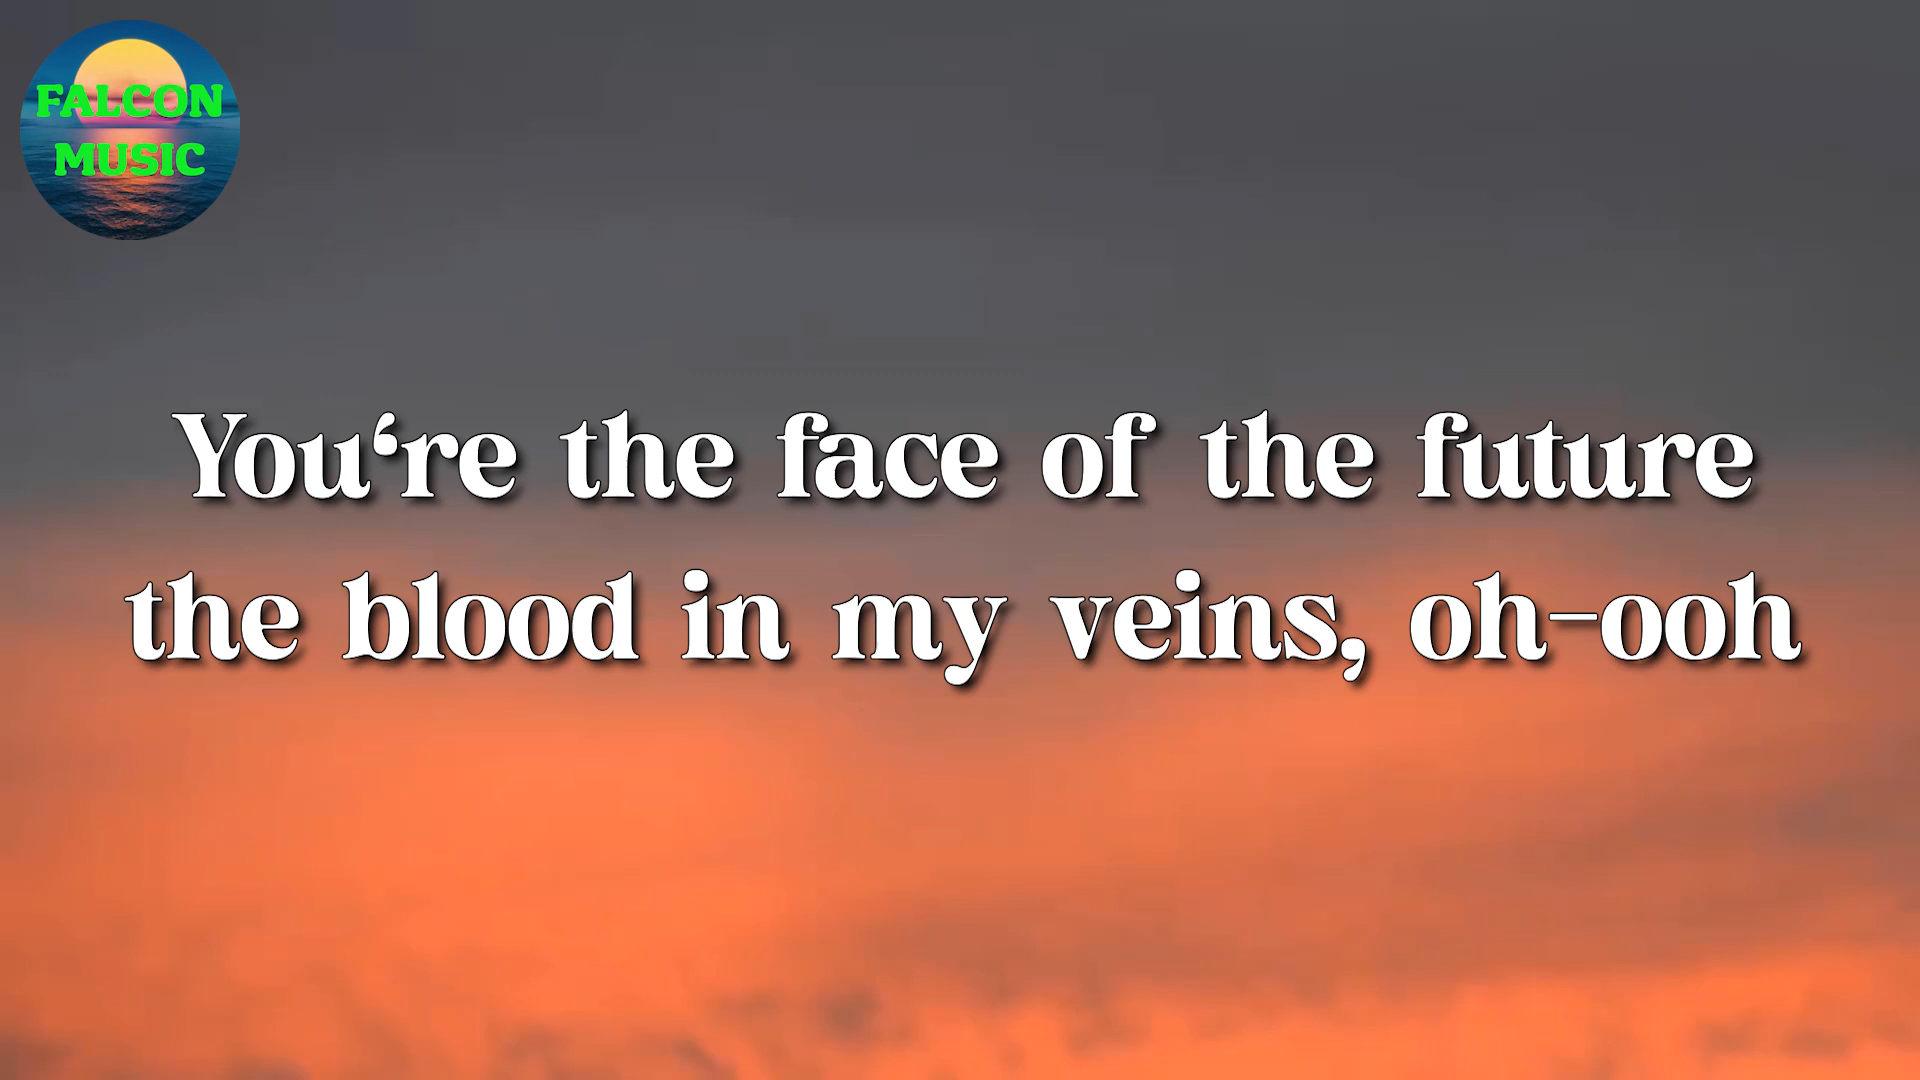 FALCON
MUSIC
You‘re the face of the future
the blood in my veins, oh-ooh